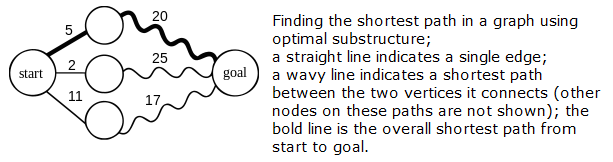 5
20
start
2
25
goal
11
17
Finding the shortest path in a graph using
optimal substructure;
a straight line indicates a single edge;
a wavy line indicates a shortest path
between the two vertices it connects (other
nodes on these paths are not shown); the
bold line is the overall shortest path from
start to goal.